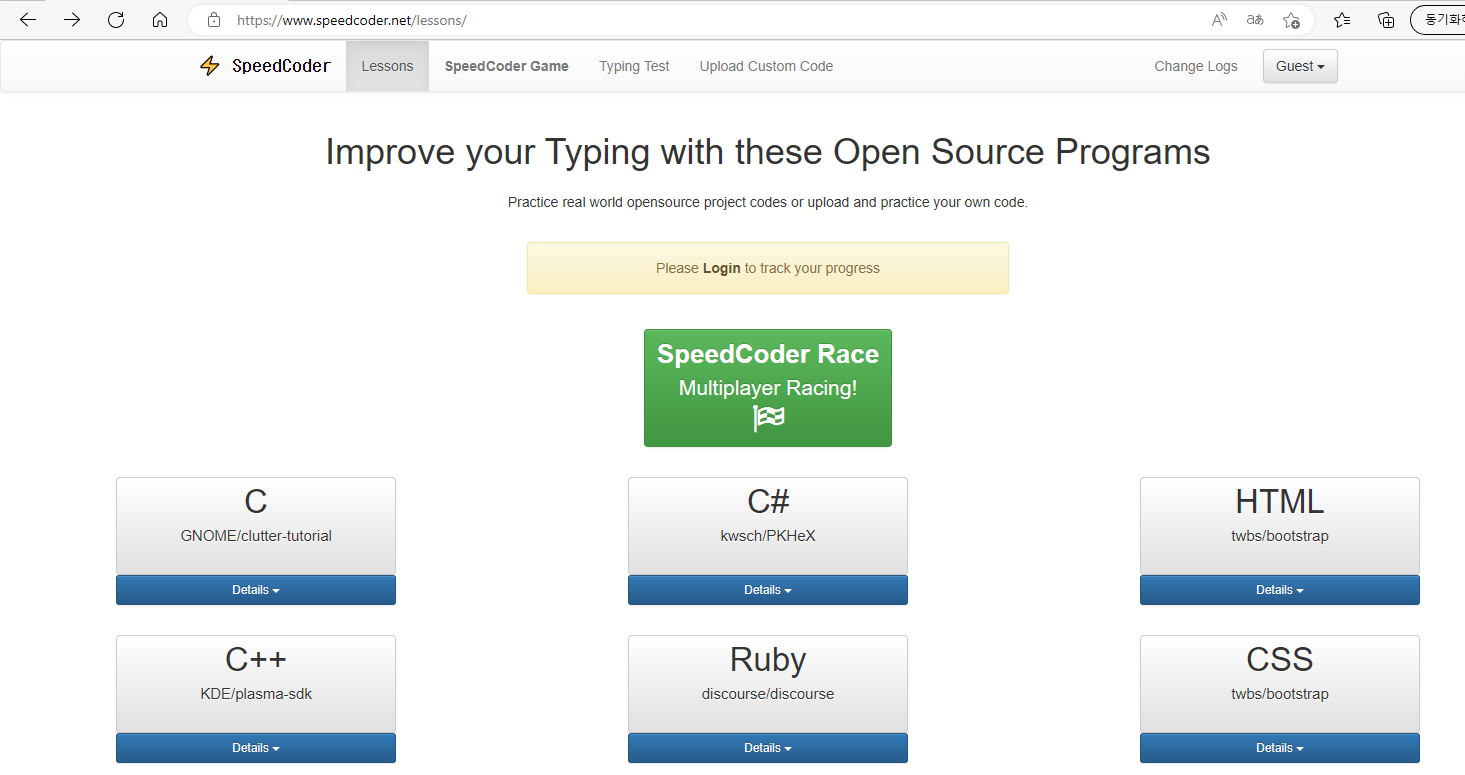 https://www.speedcoder.net/lessons/
동기화
SpeedCoder Lessons SpeedCoder Game Typing Test Upload Custom Code Change Logs Guest
Improve your Typing with these Open Source Programs
Practice real world opensource project codes or upload and practice your own code.
Please Login to track your progress
SpeedCoder Race
Multiplayer Racing!
C
GNOME/clutter-tutorial
Details
C#
kwsch/PKHeX
Details
HTML
twbs/bootstrap
Details
C++
KDE/plasma-sdk
Details
Ruby
discourse/discourse
Details
CSS
twbs/bootstrap
Details